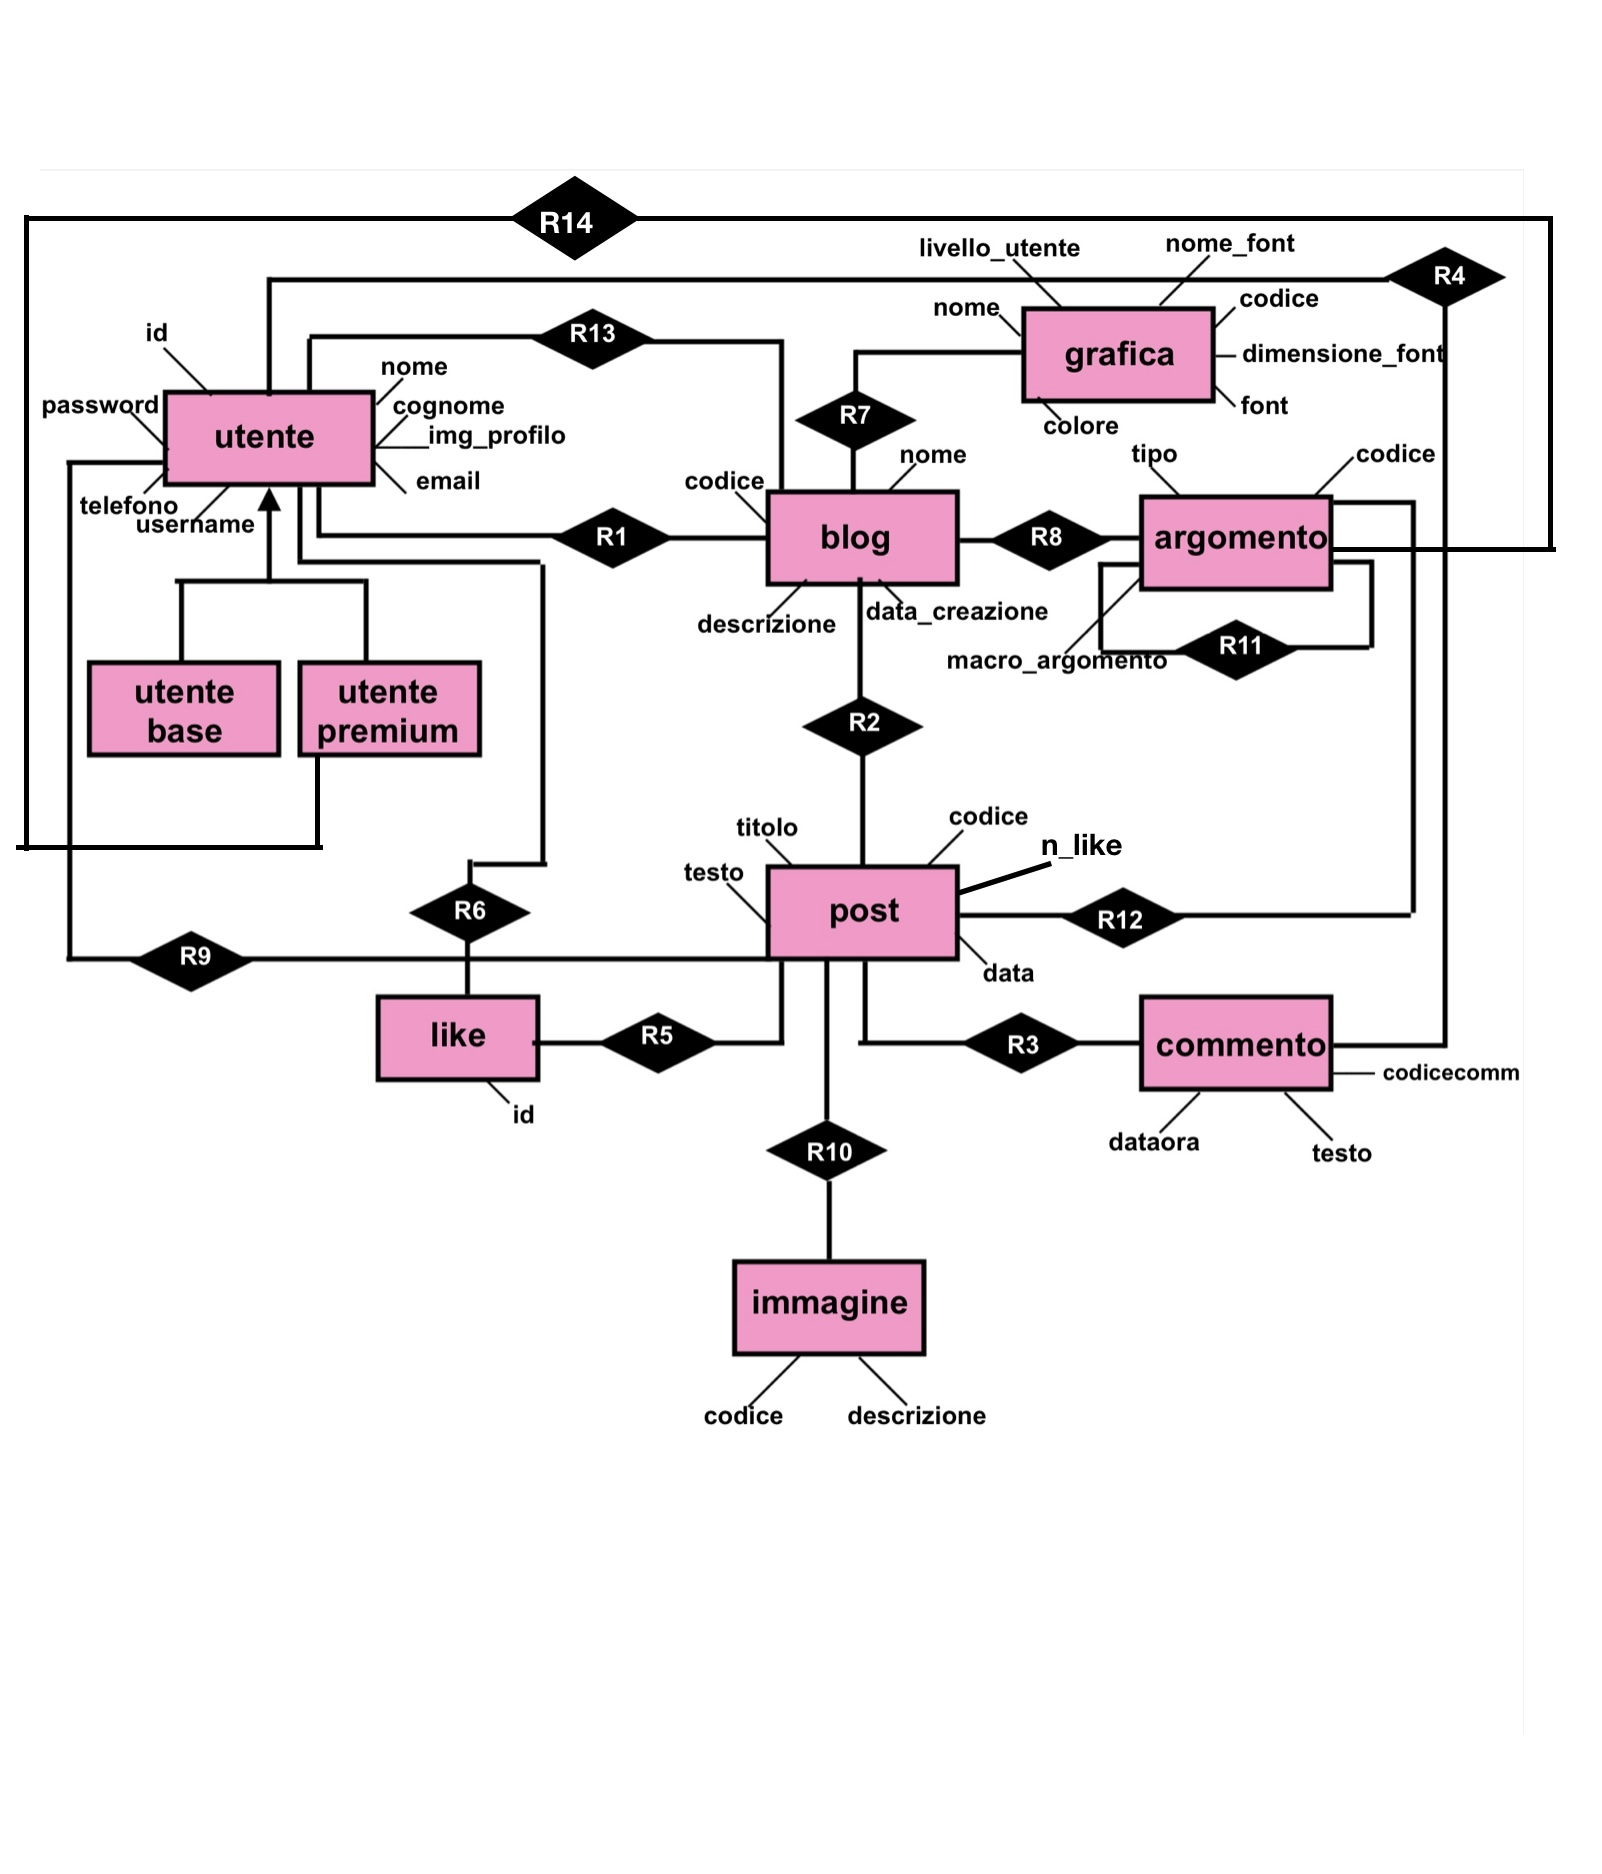 R14
livello_utente
nome_font
R4
nome
codice
id
R13
grafica
dimensione_font
nome
password
cognome
font
utente
img_profilo
R7
colore
email
nome
tipo
codice
telefono
codice
username
R1
blog
R8
argomento
descrizione
data_creazione
macro_argomento
R11
utente
base
utente
premium
R2
titolo
codice
n_like
testo
R6
post
R12
R9
data
like
R5
R3
commento
codicecomm
id
dataora
testo
R10
immagine
codice
descrizione